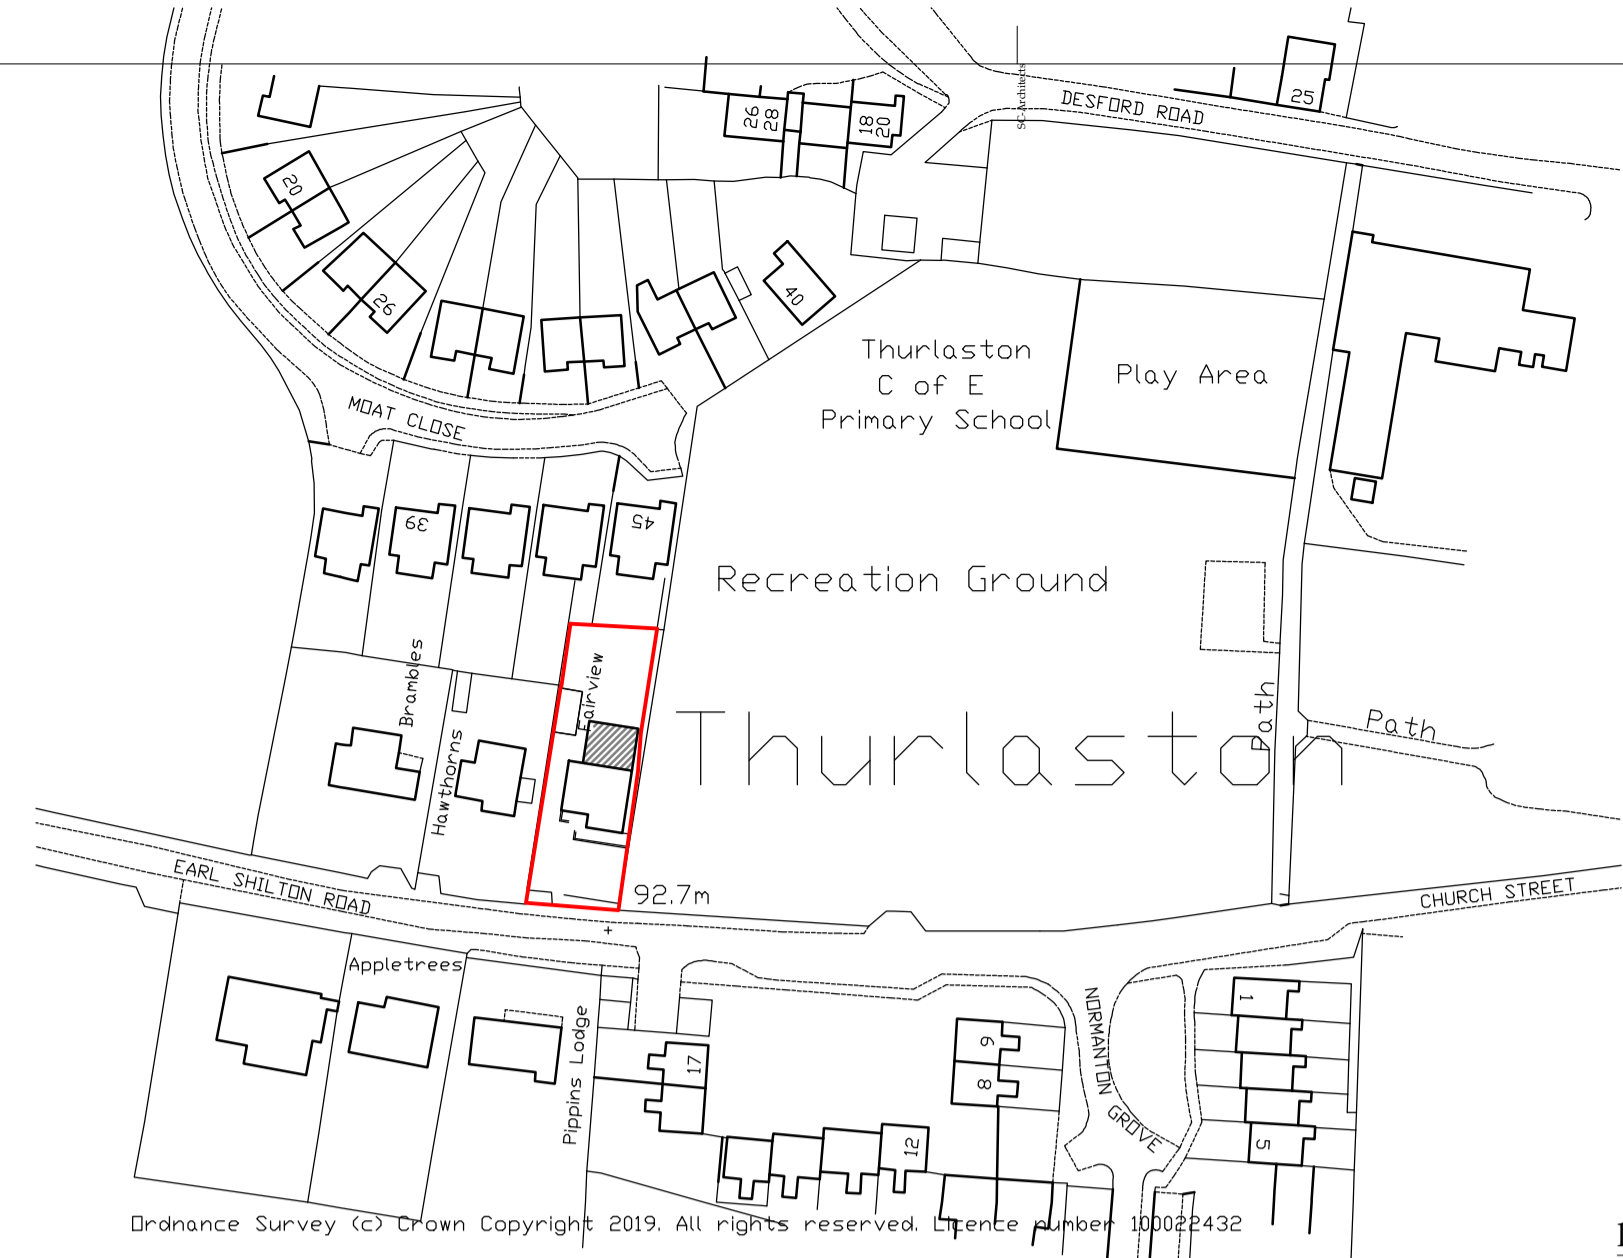 SC-Architects
DESFORD ROAD
25
26
28
18
20
20
26
40
Thurlaston
C of E
Primary School
Play Area
MOAT CLOSE
39
45
Recreation Ground
Brambles
Hawthorns
Fairview
Thurlaston
Path
Path
EARL SHILTON ROAD
92.7m
CHURCH STREET
Appletrees
Pippins Lodge
17
12
9
8
NORMANTON GROVE
1
5
Ordnance Survey (c) Crown Copyright 2019. All rights reserved. Licence number 100022432